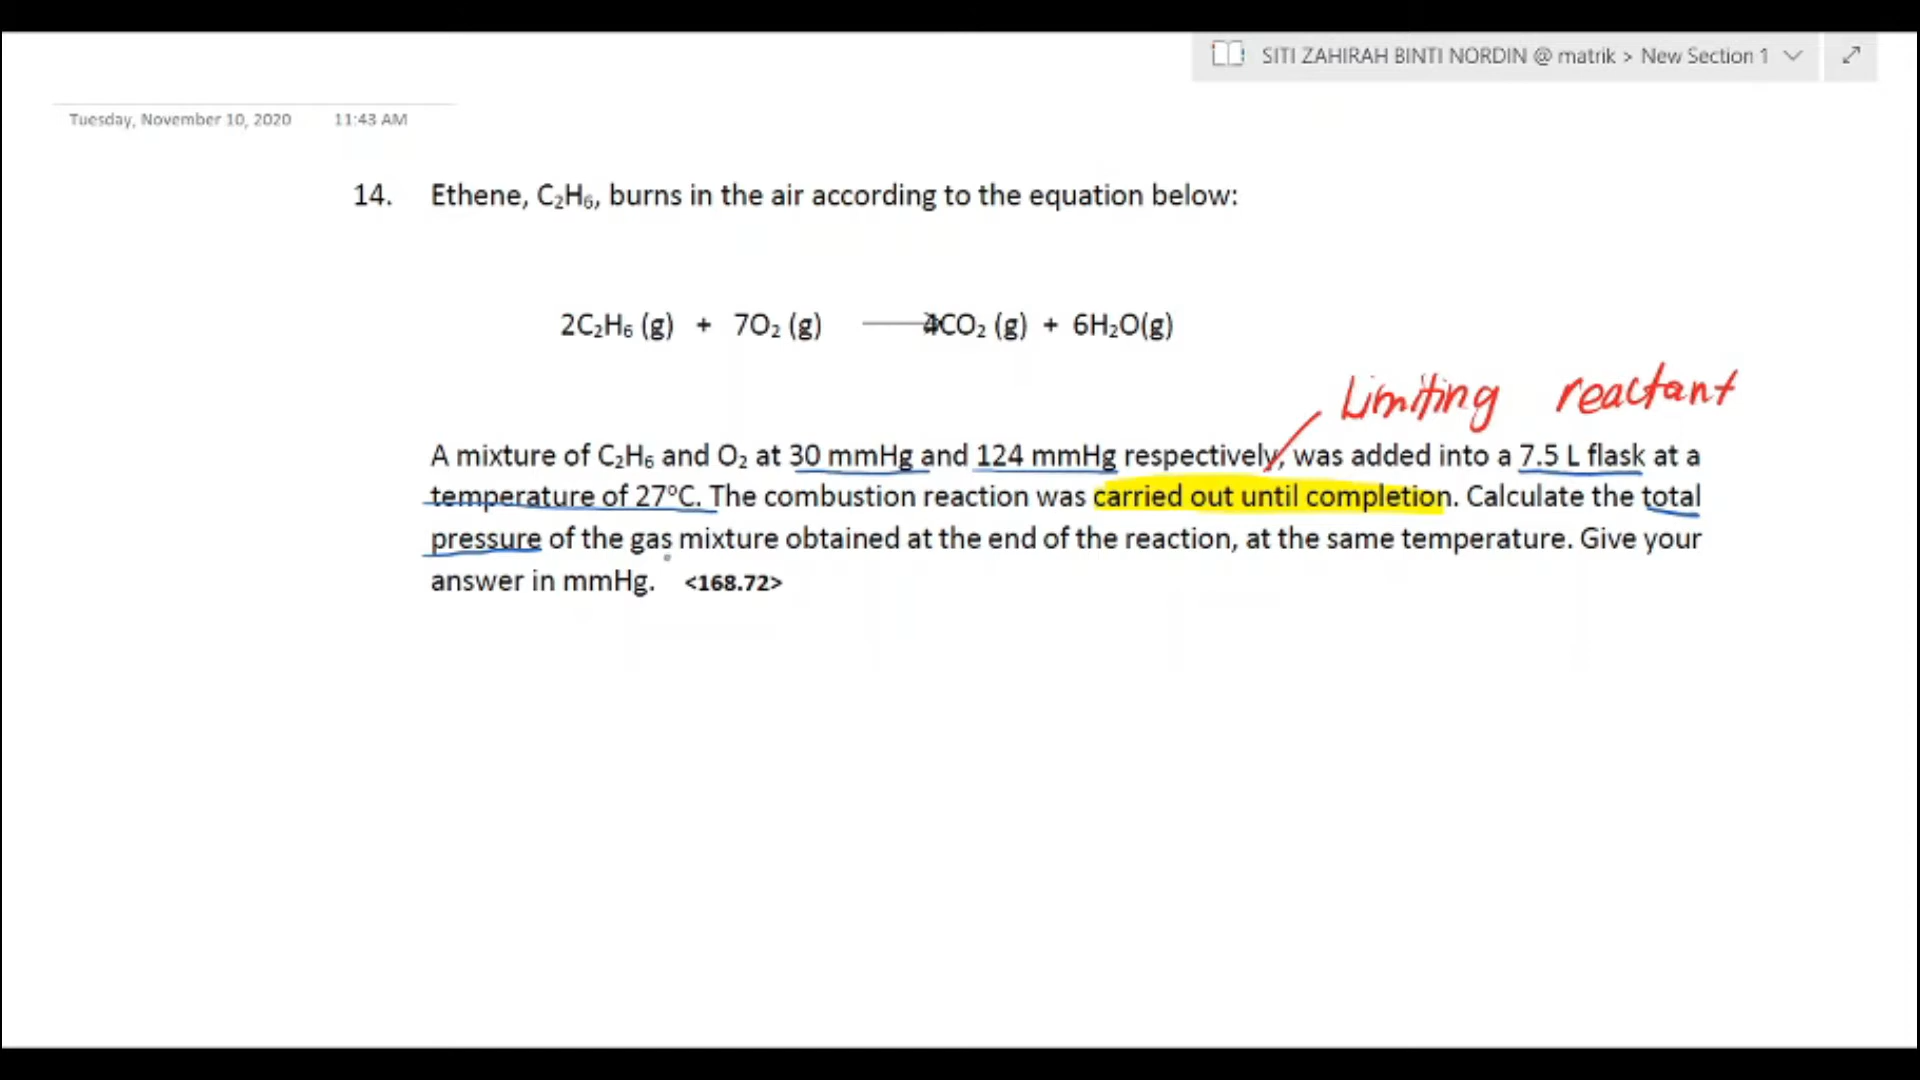 SITI ZAHIRAH BINTI NORDIN @ matrik > New Section 1
Tuesday, November 10, 2020 11:43 AM
14. Ethene, C₂H₆, burns in the air according to the equation below:
2C₂H₆ (g) + 7O₂ (g) → 4CO₂ (g) + 6H₂O(g)
Limiting reactant
A mixture of C₂H₆ and O₂ at 30 mmHg and 124 mmHg respectively, was added into a 7.5 L flask at a
temperature of 27°C. The combustion reaction was carried out until completion. Calculate the total
pressure of the gas mixture obtained at the end of the reaction, at the same temperature. Give your
answer in mmHg. <168.72>